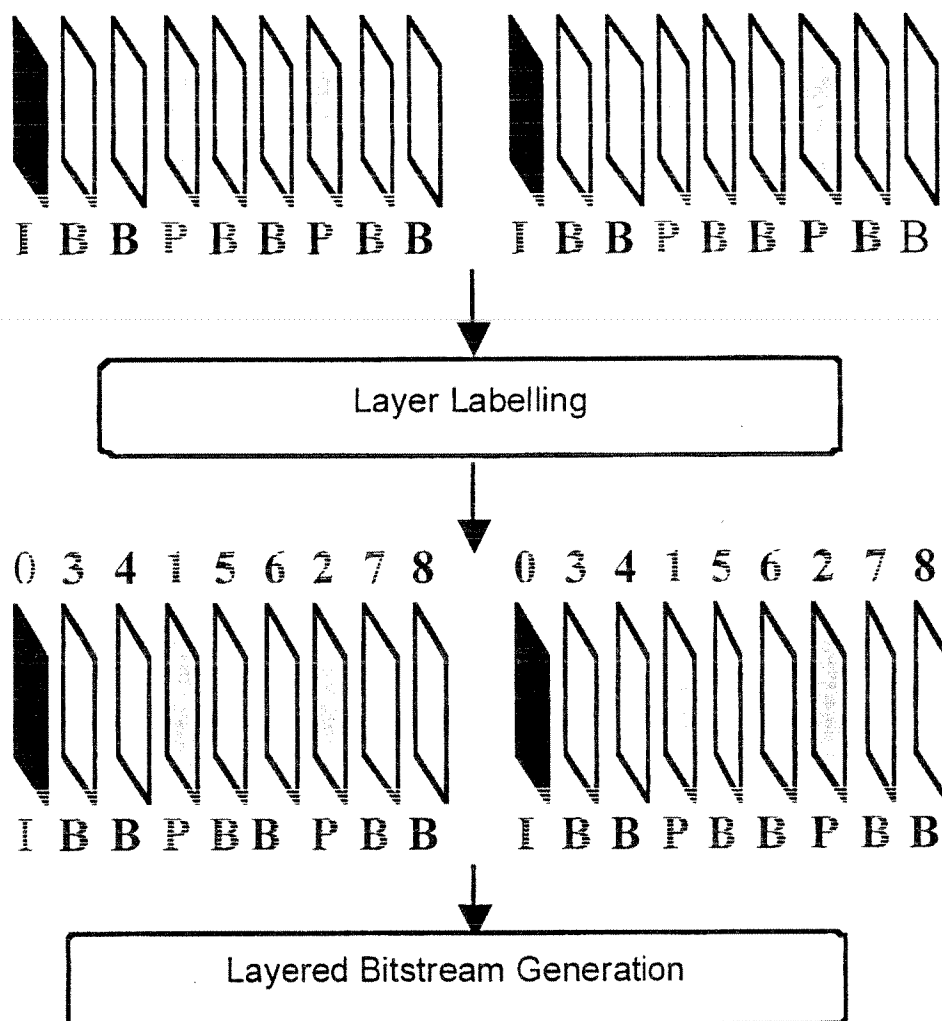 I B B P B B P B B I B B P B B P B B
Layer Labelling
0 3 4 1 5 6 2 7 8 0 3 4 1 5 6 2 7 8
I B B P B B P B B I B B P B B P B B
Layered Bitstream Generation